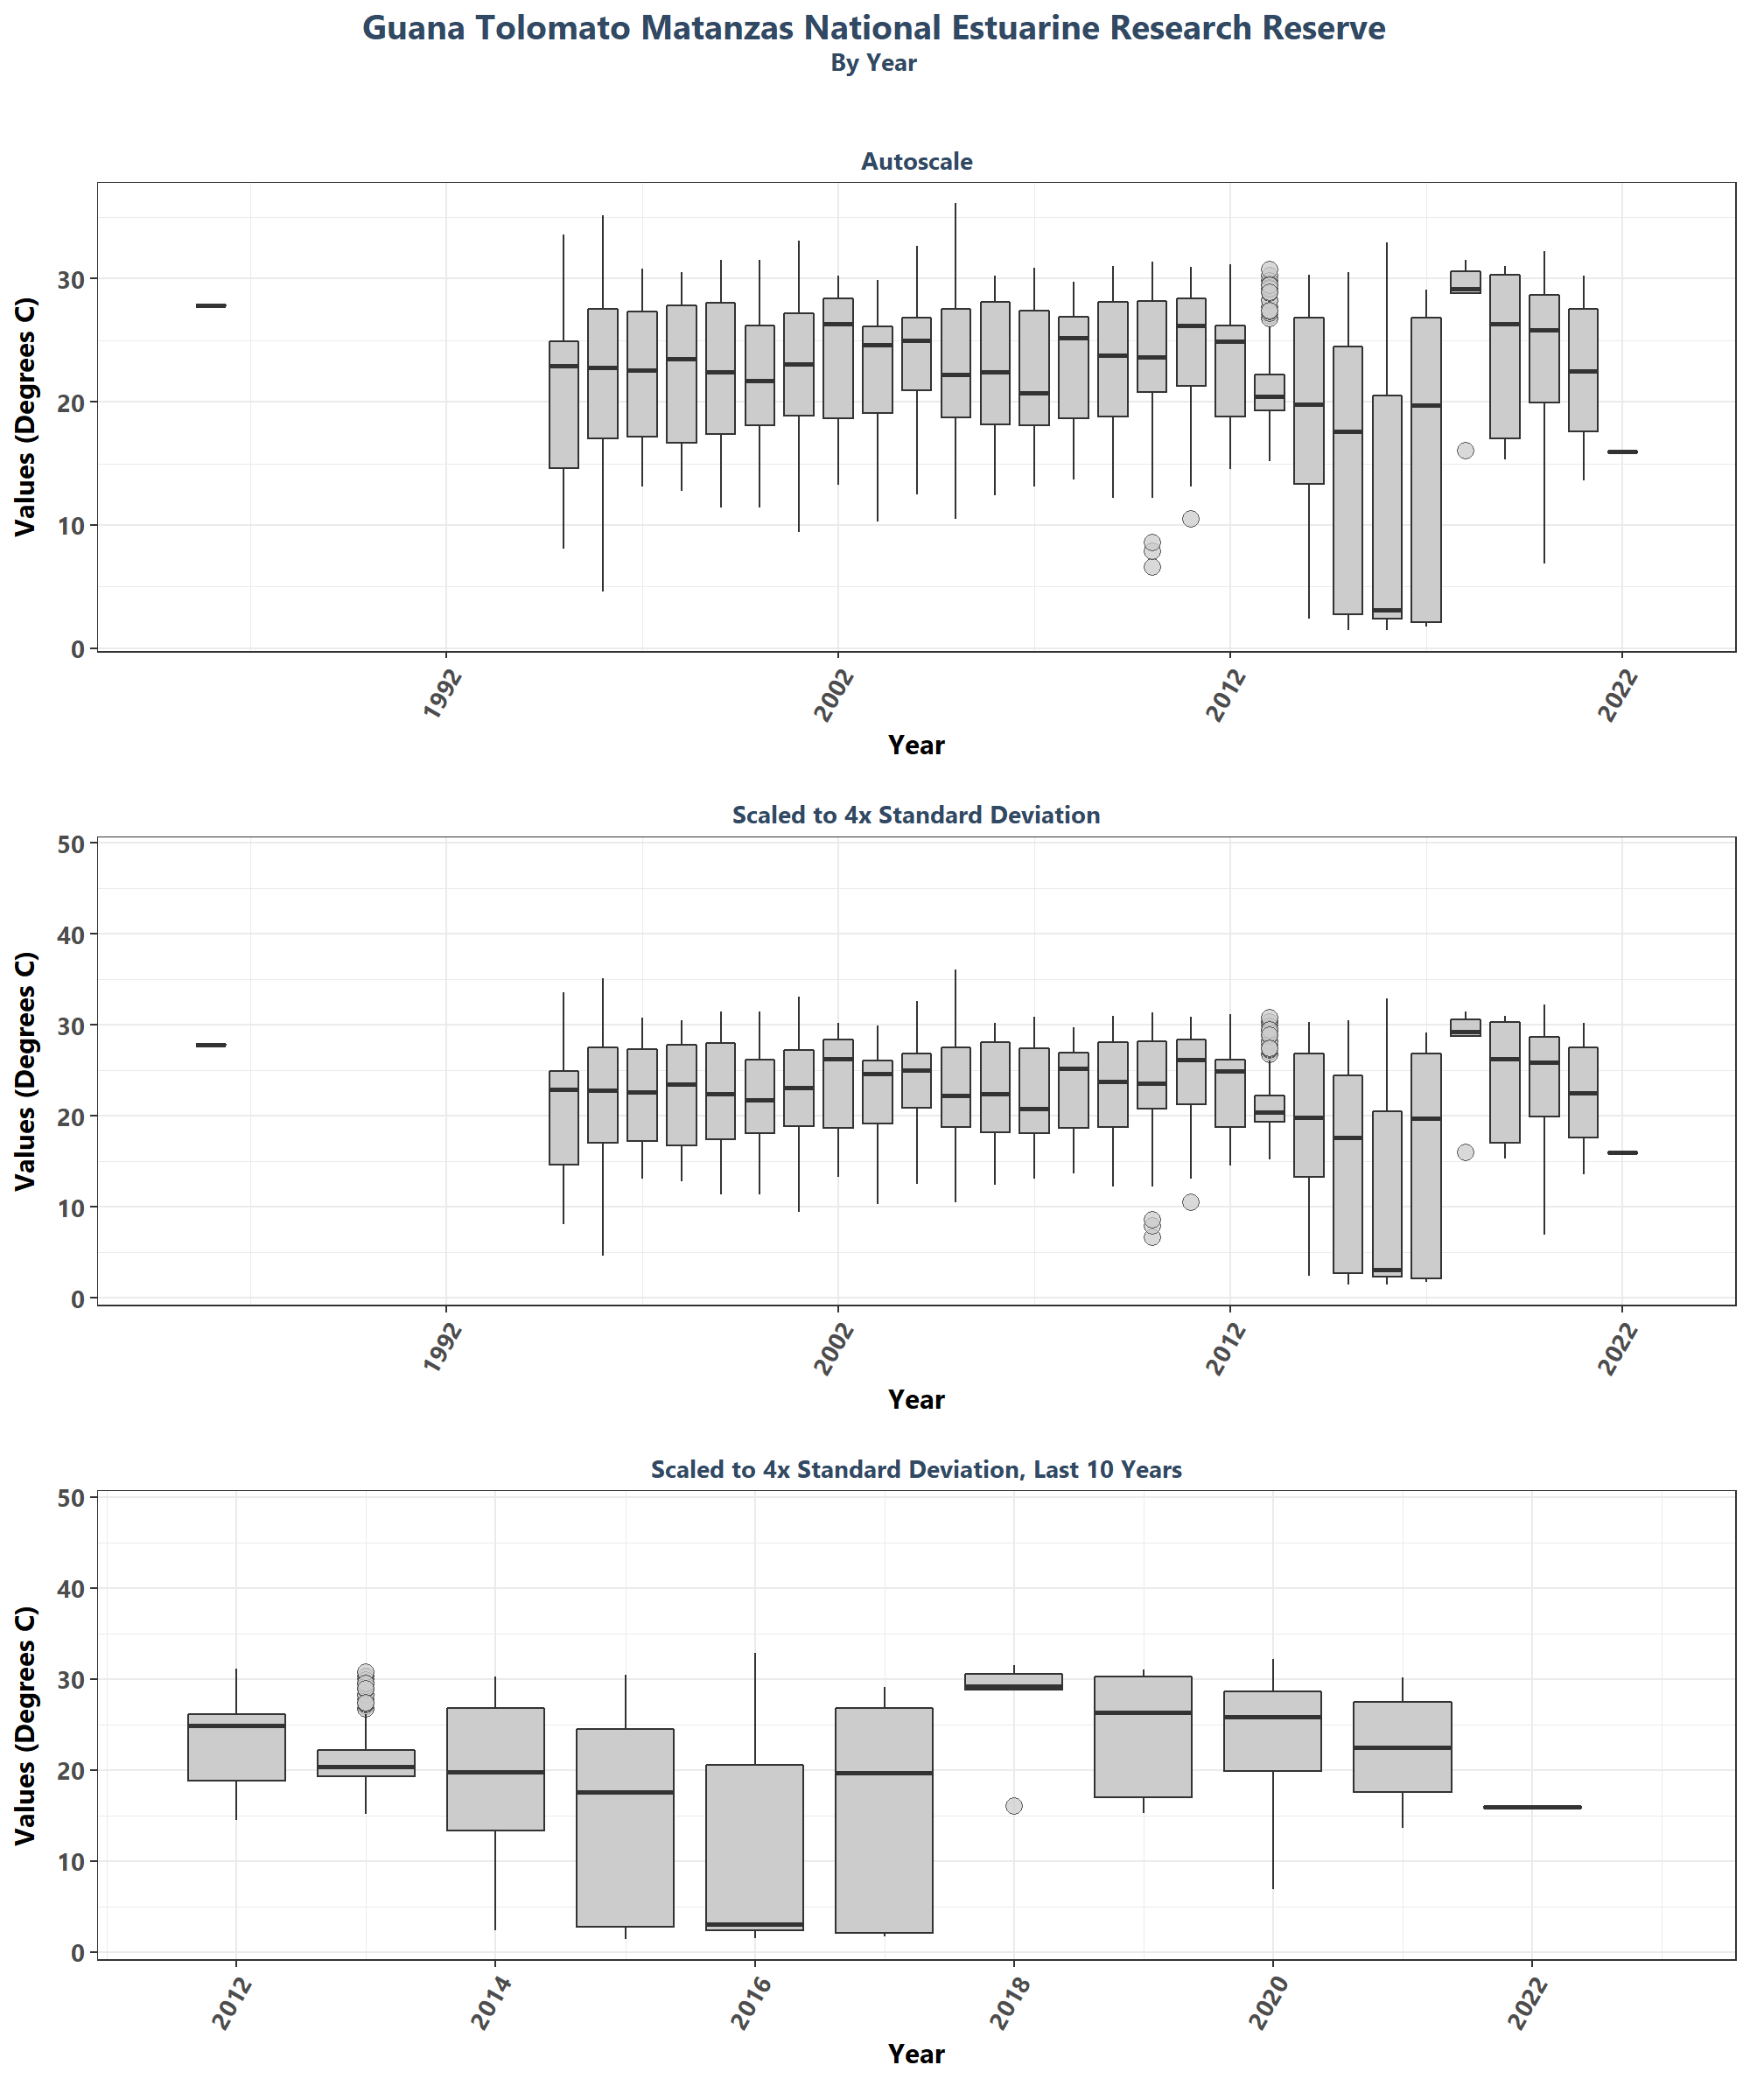 Guana Tolomato Matanzas National Estuarine Research Reserve
By Year
Autoscale
Values (Degrees C)
30
20
10
0
1992
2002
2012
2022
Year
Scaled to 4x Standard Deviation
Values (Degrees C)
50
40
30
20
10
0
1992
2002
2012
2022
Year
Scaled to 4x Standard Deviation, Last 10 Years
Values (Degrees C)
50
40
30
20
10
0
2012
2014
2016
2018
2020
2022
Year